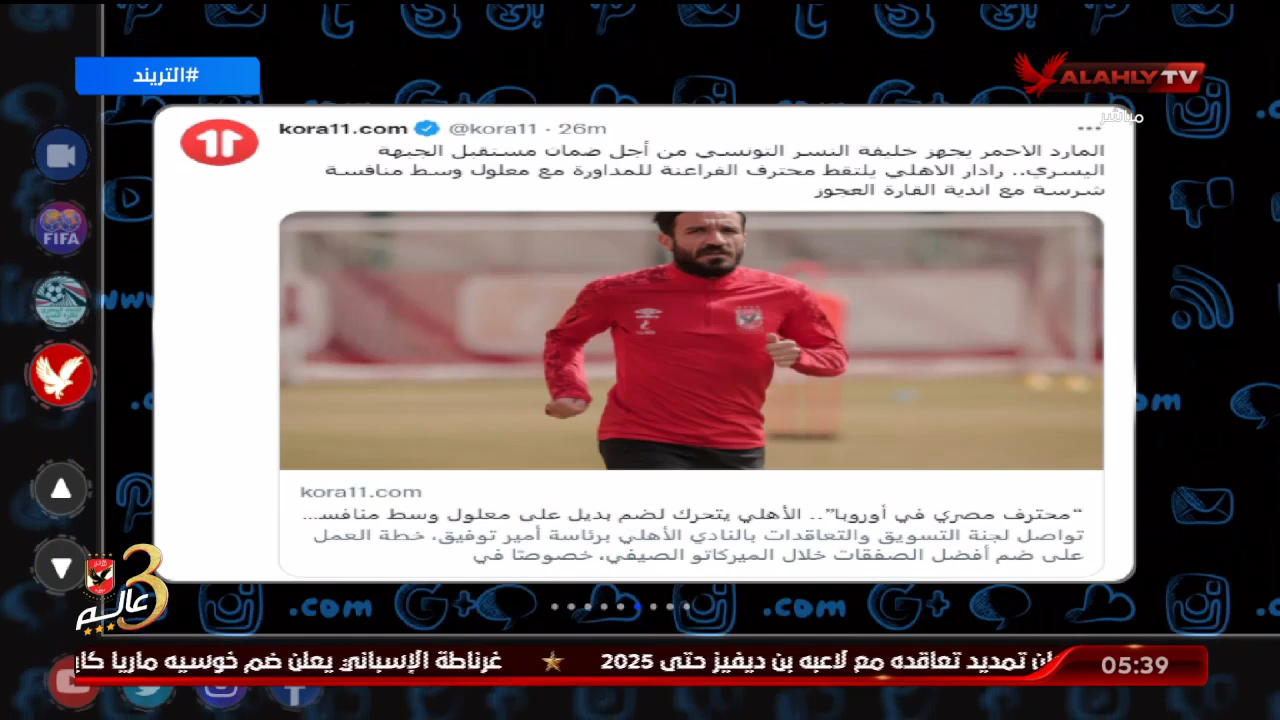 #التريند
ALAHLY TV
مباشر
kora11.com @kora11 · 26m
المارد الاحمر يجهز خليفة النسر التونسي من أجل ضمان مستقبل الجبهة
اليسري.. رادار الاهلي يلتقط محترف الفراعنة للمداورة مع معلول وسط منافسة
شرسة مع اندية القارة العجوز
FIFA
kora11.com
“محترف مصري في أوروبا”.. الأهلي يتحرك لضم بديل على معلول وسط منافسـ...
تواصل لجنة التسويق والتعاقدات بالنادي الأهلي برئاسة أمير توفيق، خطة العمل
على ضم أفضل الصفقات خلال الميركاتو الصيفي، خصوصًا في
3 عالم
.com
G+
.com
G+
تمديد تعاقده مع لاعبه بن ديفيز حتى 2025 ★ غرناطة الإسباني يعلن ضم خوسيه ماريا
05:39